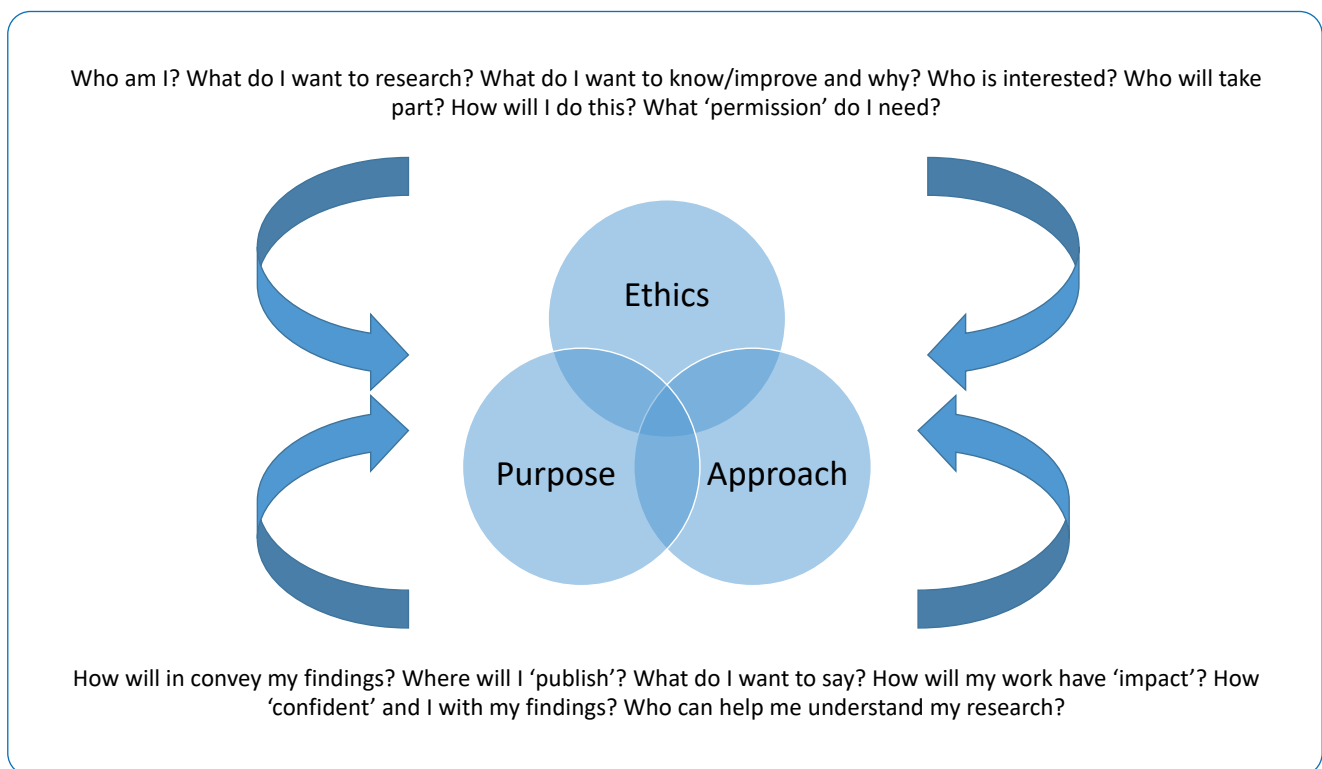 Who am I? What do I want to research? What do I want to know/improve and why? Who is interested? Who will take
part? How will I do this? What ‘permission’ do I need?
Ethics
Purpose
Approach
How will in convey my findings? Where will I ‘publish’? What do I want to say? How will my work have ‘impact’? How
‘confident’ and I with my findings? Who can help me understand my research?